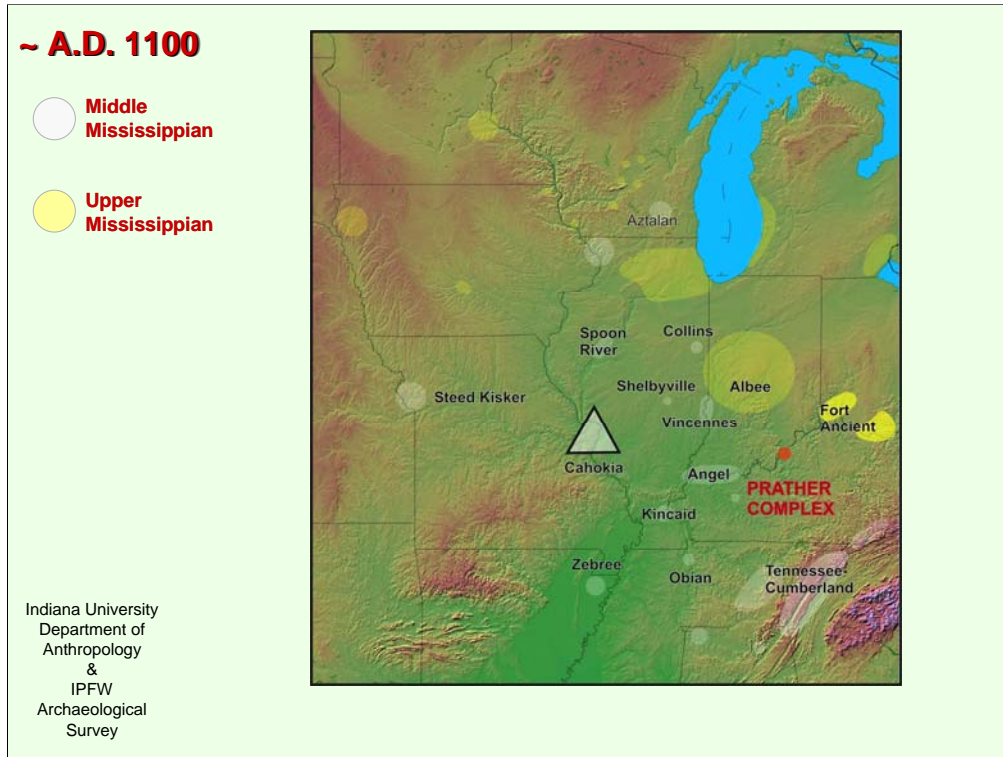 ~ A.D. 1100
Middle
Mississippian
Upper
Mississippian
Aztalan
Spoon
River
Collins
Shelbyville
Albee
Steed Kisker
Vincennes
Fort
Ancient
Cahokia
Angel
PRATHER
COMPLEX
Kincaid
Zebree
Obian
Tennessee-
Cumberland
Indiana University
Department of
Anthropology
&
IPFW
Archaeological
Survey